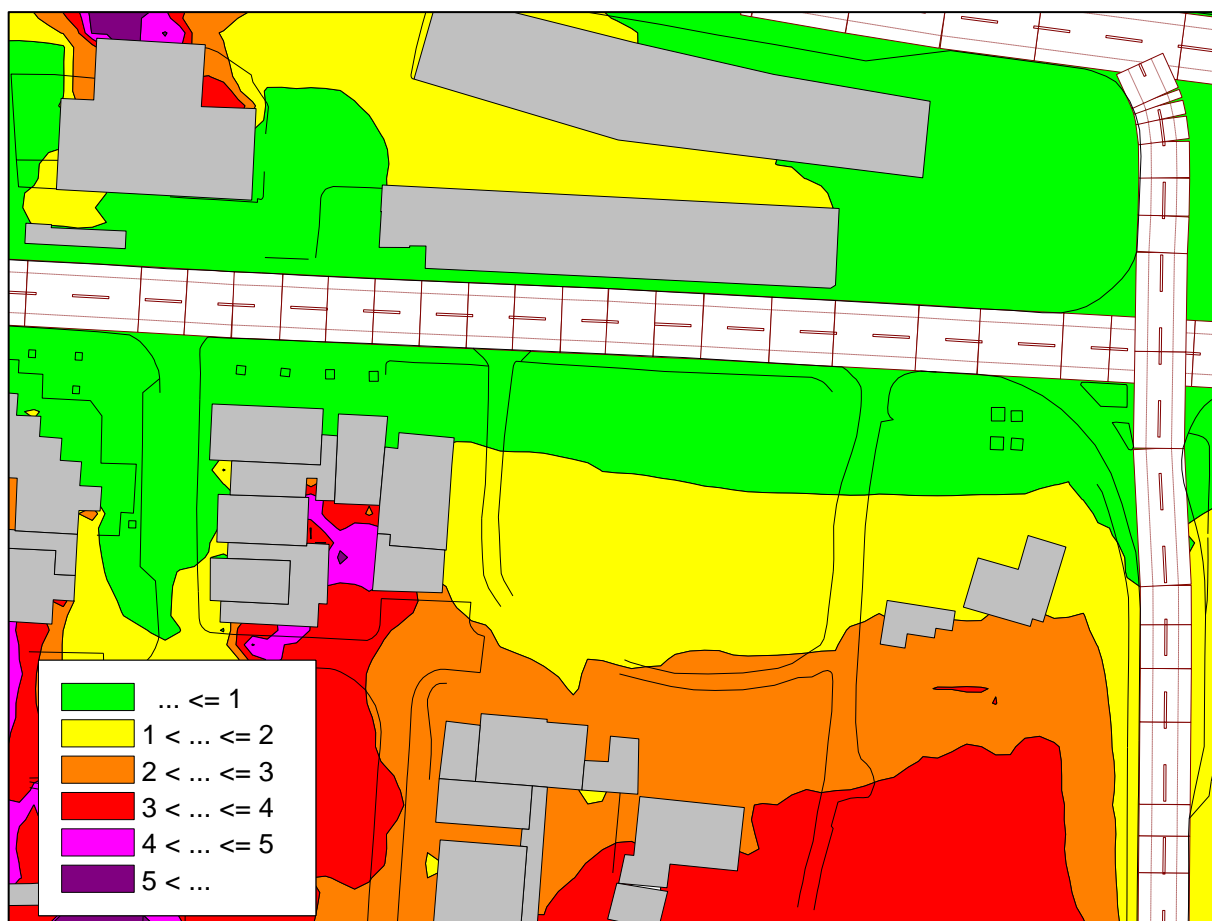 ... <= 1
1 < ... <= 2
2 < ... <= 3
3 < ... <= 4
4 < ... <= 5
5 < ...